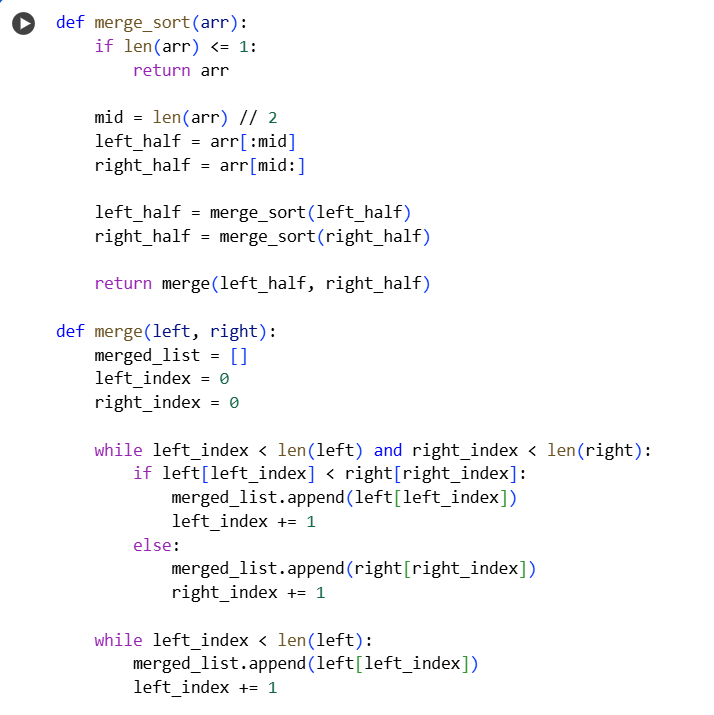 def merge_sort(arr):
    if len(arr) <= 1:
        return arr

    mid = len(arr) // 2
    left_half = arr[:mid]
    right_half = arr[mid:]

    left_half = merge_sort(left_half)
    right_half = merge_sort(right_half)

    return merge(left_half, right_half)

def merge(left, right):
    merged_list = []
    left_index = 0
    right_index = 0

    while left_index < len(left) and right_index < len(right):
        if left[left_index] < right[right_index]:
            merged_list.append(left[left_index])
            left_index += 1
        else:
            merged_list.append(right[right_index])
            right_index += 1

    while left_index < len(left):
        merged_list.append(left[left_index])
        left_index += 1